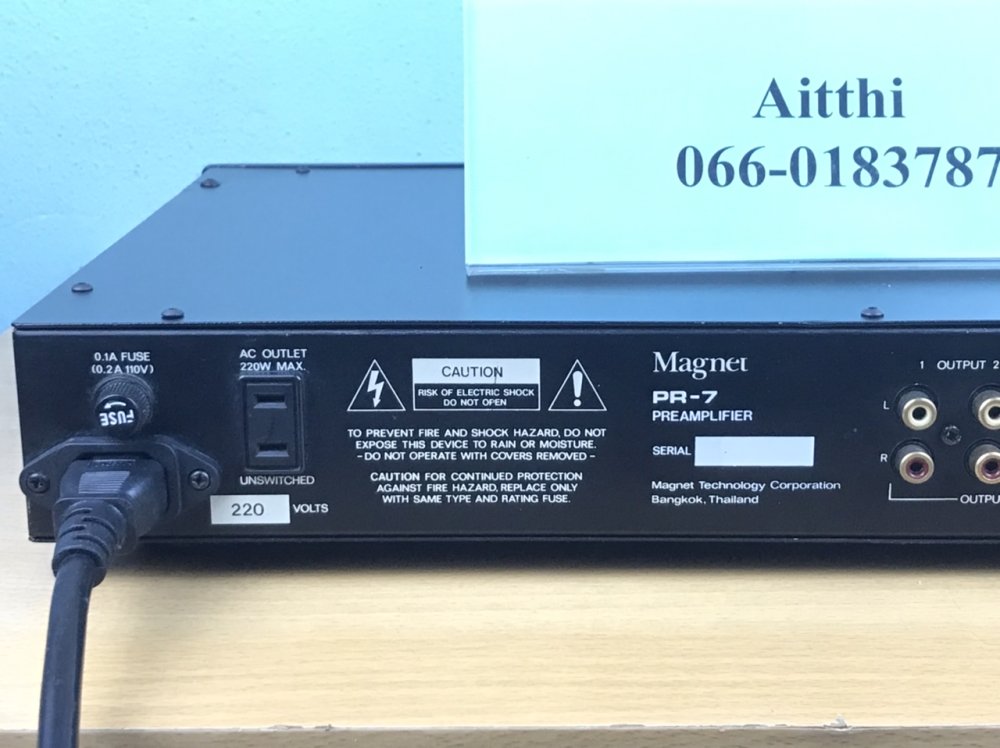 Aitthi
066-0183787
0.1A FUSE
(0.2A 110V)
FUSE
AC OUTLET
220W MAX.
UNSWITCHED
220 VOLTS
CAUTION
RISK OF ELECTRIC SHOCK
DO NOT OPEN
TO PREVENT FIRE AND SHOCK HAZARD, DO NOT
EXPOSE THIS DEVICE TO RAIN OR MOISTURE.
- DO NOT OPERATE WITH COVERS REMOVED -
CAUTION FOR CONTINUED PROTECTION
AGAINST FIRE HAZARD, REPLACE ONLY
WITH SAME TYPE AND RATING FUSE.
Magnet
PR-7
PREAMPLIFIER
SERIAL
Magnet Technology Corporation
Bangkok, Thailand
1 OUTPUT 2
L
R
OUTPU